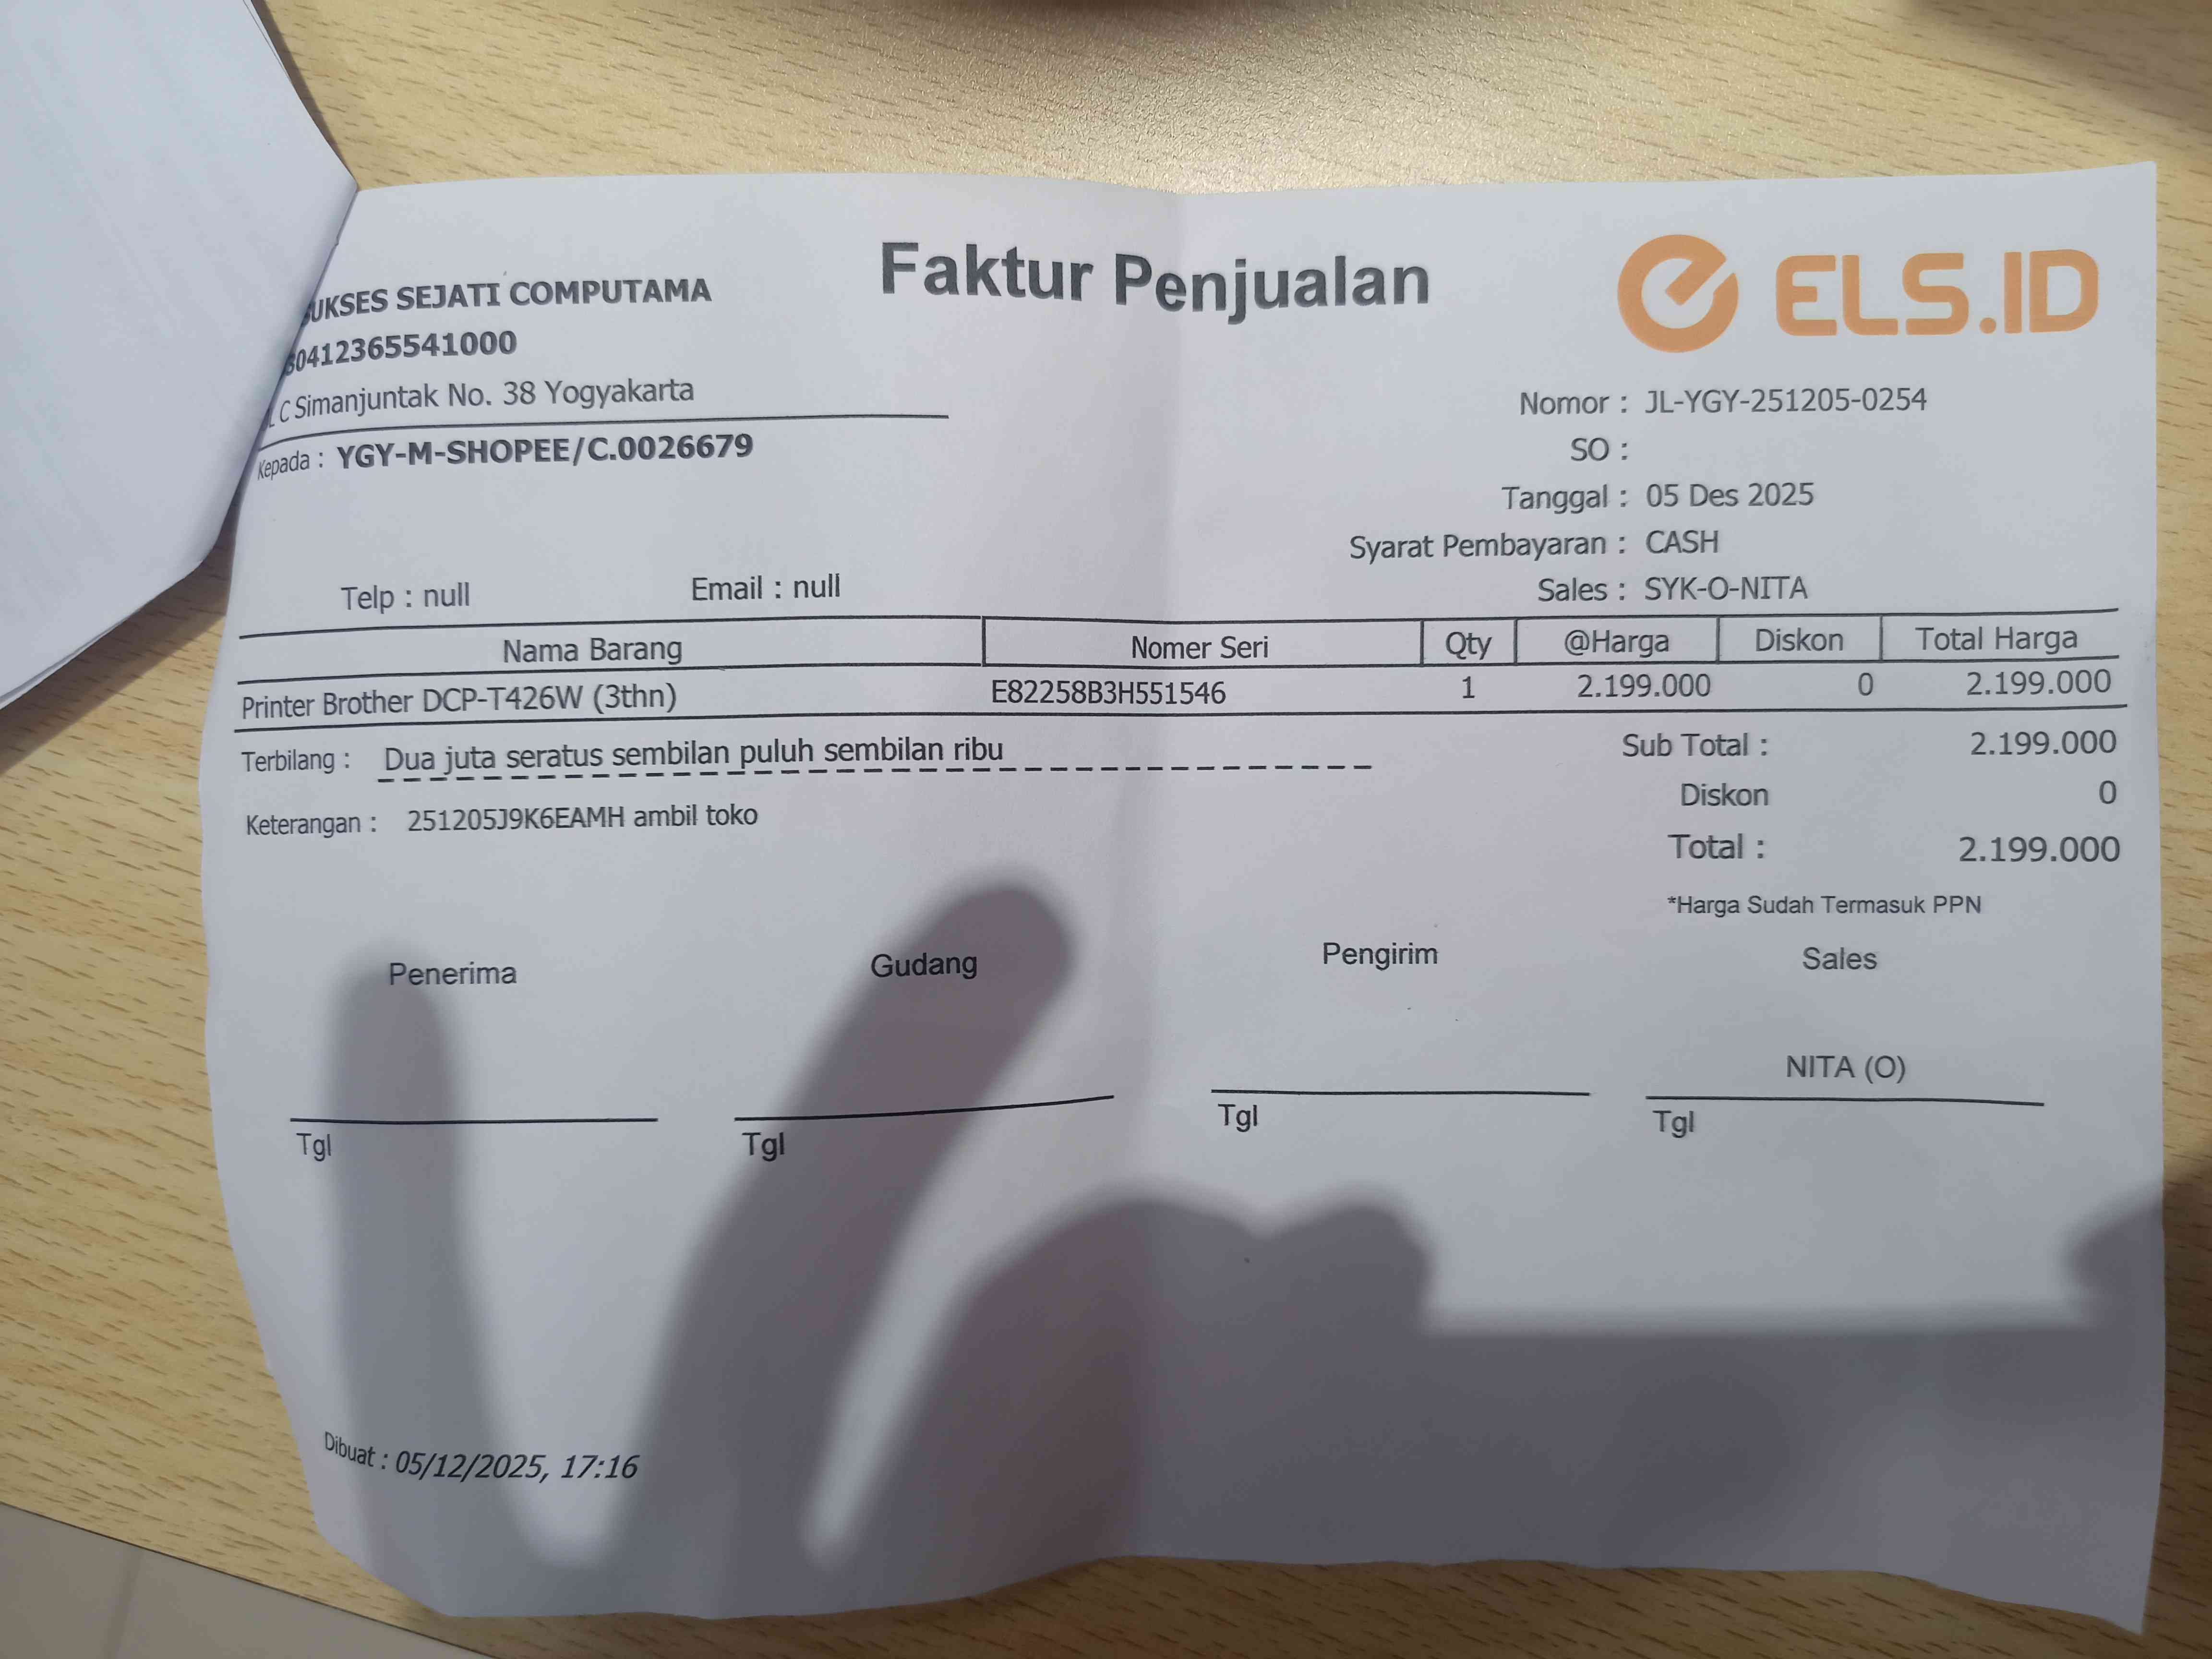 Faktur Penjualan
ELS.ID
SUKSES SEJATI COMPUTAMA
0412365541000
C Simanjuntak No. 38 Yogyakarta
Kepada : YGY-M-SHOPEE/C.0026679
Telp : null Email : null
Nomor : JL-YGY-251205-0254
SO :
Tanggal : 05 Des 2025
Syarat Pembayaran : CASH
Sales : SYK-O-NITA
Nama Barang Nomer Seri Qty @Harga Diskon Total Harga
Printer Brother DCP-T426W (3thn) E82258B3H551546 1 2.199.000 0 2.199.000
Terbilang : Dua juta seratus sembilan puluh sembilan ribu
Keterangan : 251205J9K6EAMH ambil toko
Sub Total : 2.199.000
Diskon 0
Total : 2.199.000
*Harga Sudah Termasuk PPN
Penerima Gudang Pengirim Sales
NITA (O)
Tgl Tgl Tgl Tgl
Dibuat : 05/12/2025, 17:16